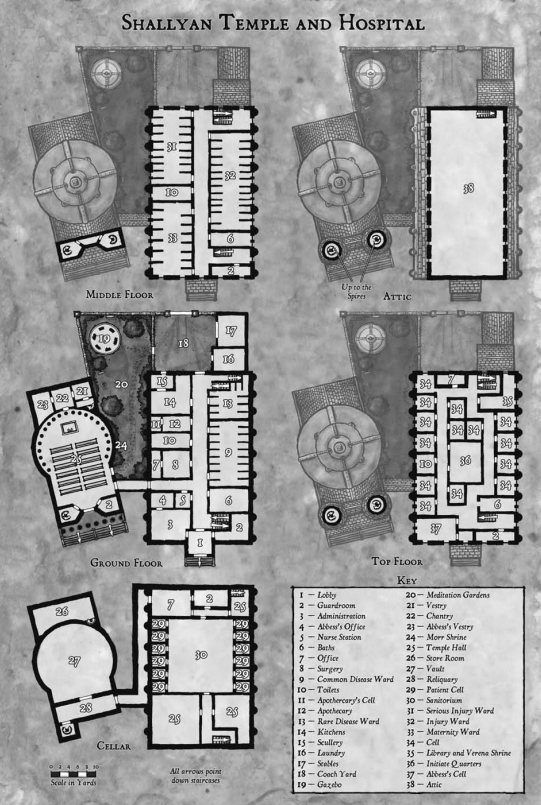 Shallyan Temple and Hospital
31
32
10
33
6
2
Middle Floor
38
Up to the
Spires
Attic
19
18
17
16
20
15
14
13
23
22
21
11
12
10
9
24
25
7
8
4
5
6
2
3
2
1
Ground Floor
34
7
34
35
34
34
34
34
34
34
34
34
36
10
34
34
34
34
6
37
2
Top Floor
26
7
2
25
27
29
29
29
29
29
29
30
29
29
29
29
29
29
28
25
25
Cellar
0 2 4 6 8 10
Scale in Yards
All arrows point
down staircases
Key
1 – Lobby
2 – Guardroom
3 – Administration
4 – Abbess's Office
5 – Nurse Station
6 – Baths
7 – Office
8 – Surgery
9 – Common Disease Ward
10 – Toilets
11 – Apothercary's Cell
12 – Apothecary
13 – Rare Disease Ward
14 – Kitchens
15 – Scullery
16 – Laundry
17 – Stables
18 – Coach Yard
19 – Gazebo
20 – Meditation Gardens
21 – Vestry
22 – Chantry
23 – Abbess's Vestry
24 – Morr Shrine
25 – Temple Hall
26 – Store Room
27 – Vault
28 – Reliquary
29 – Patient Cell
30 – Sanitorium
31 – Serious Injury Ward
32 – Injury Ward
33 – Maternity Ward
34 – Cell
35 – Library and Verena Shrine
36 – Initiate Quarters
37 – Abbess's Cell
38 – Attic